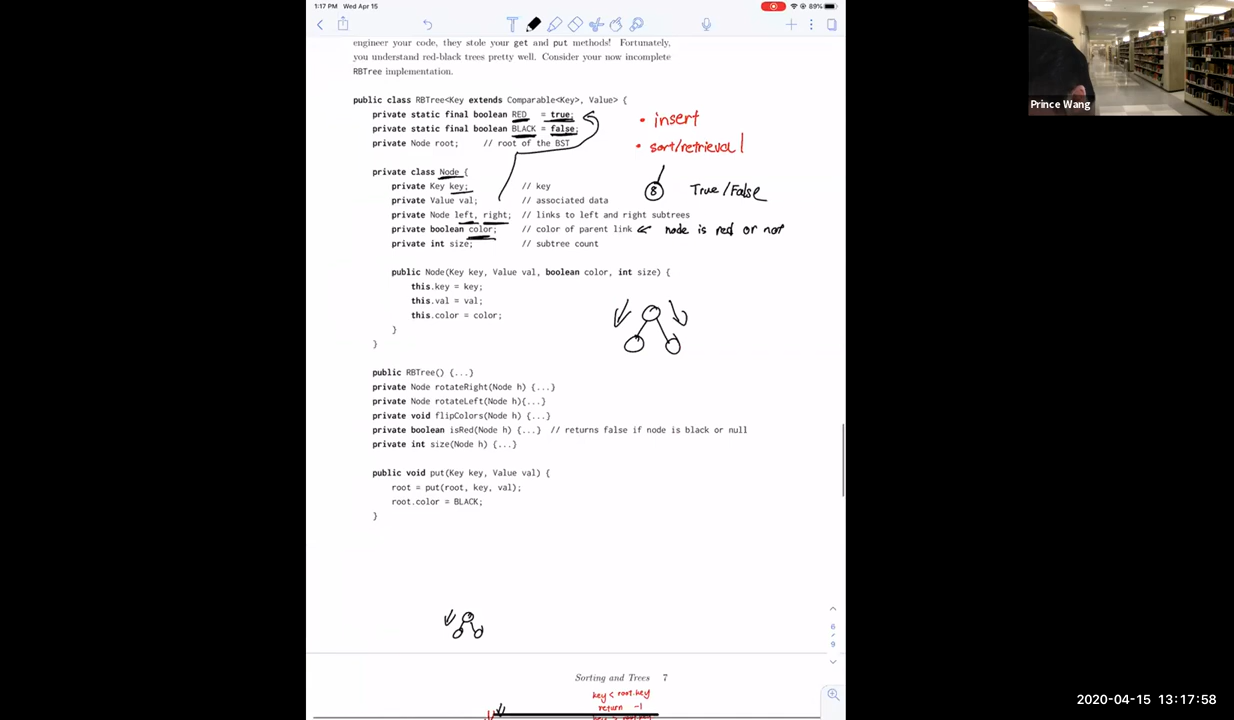 1:17 PM Wed Apr 15
89%
engineer your code, they stole your get and put methods! Fortunately,
you understand red-black trees pretty well. Consider your now incomplete
RBTree implementation.
public class RBTree<Key extends Comparable<Key>, Value> {
private static final boolean RED = true;
private static final boolean BLACK = false;
private Node root; // root of the BST
• insert
• sort/retrieval
private class Node {
private Key key; // key
private Value val; // associated data
private Node left, right; // links to left and right subtrees
private boolean color; // color of parent link ← node is red or not
private int size; // subtree count
8 True/False
public Node(Key key, Value val, boolean color, int size) {
this.key = key;
this.val = val;
this.color = color;
}
}
public RBTree() {...}
private Node rotateRight(Node h) {...}
private Node rotateLeft(Node h){...}
private void flipColors(Node h) {...}
private boolean isRed(Node h) {...} // returns false if node is black or null
private int size(Node h) {...}
public void put(Key key, Value val) {
root = put(root, key, val);
root.color = BLACK;
}
6
9
Sorting and Trees 7
key < root.key
return -1
Prince Wang
2020-04-15 13:17:58